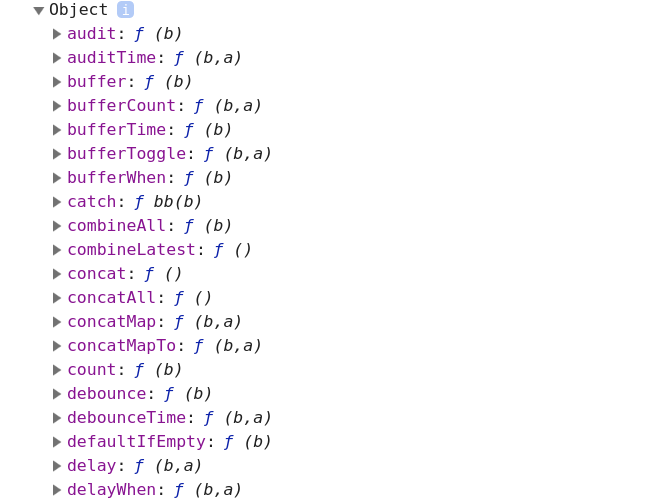 Object i
audit: ƒ (b)
auditTime: ƒ (b,a)
buffer: ƒ (b)
bufferCount: ƒ (b,a)
bufferTime: ƒ (b)
bufferToggle: ƒ (b,a)
bufferWhen: ƒ (b)
catch: ƒ bb(b)
combineAll: ƒ (b)
combineLatest: ƒ ()
concat: ƒ ()
concatAll: ƒ ()
concatMap: ƒ (b,a)
concatMapTo: ƒ (b,a)
count: ƒ (b)
debounce: ƒ (b)
debounceTime: ƒ (b,a)
defaultIfEmpty: ƒ (b)
delay: ƒ (b,a)
delayWhen: ƒ (b,a)